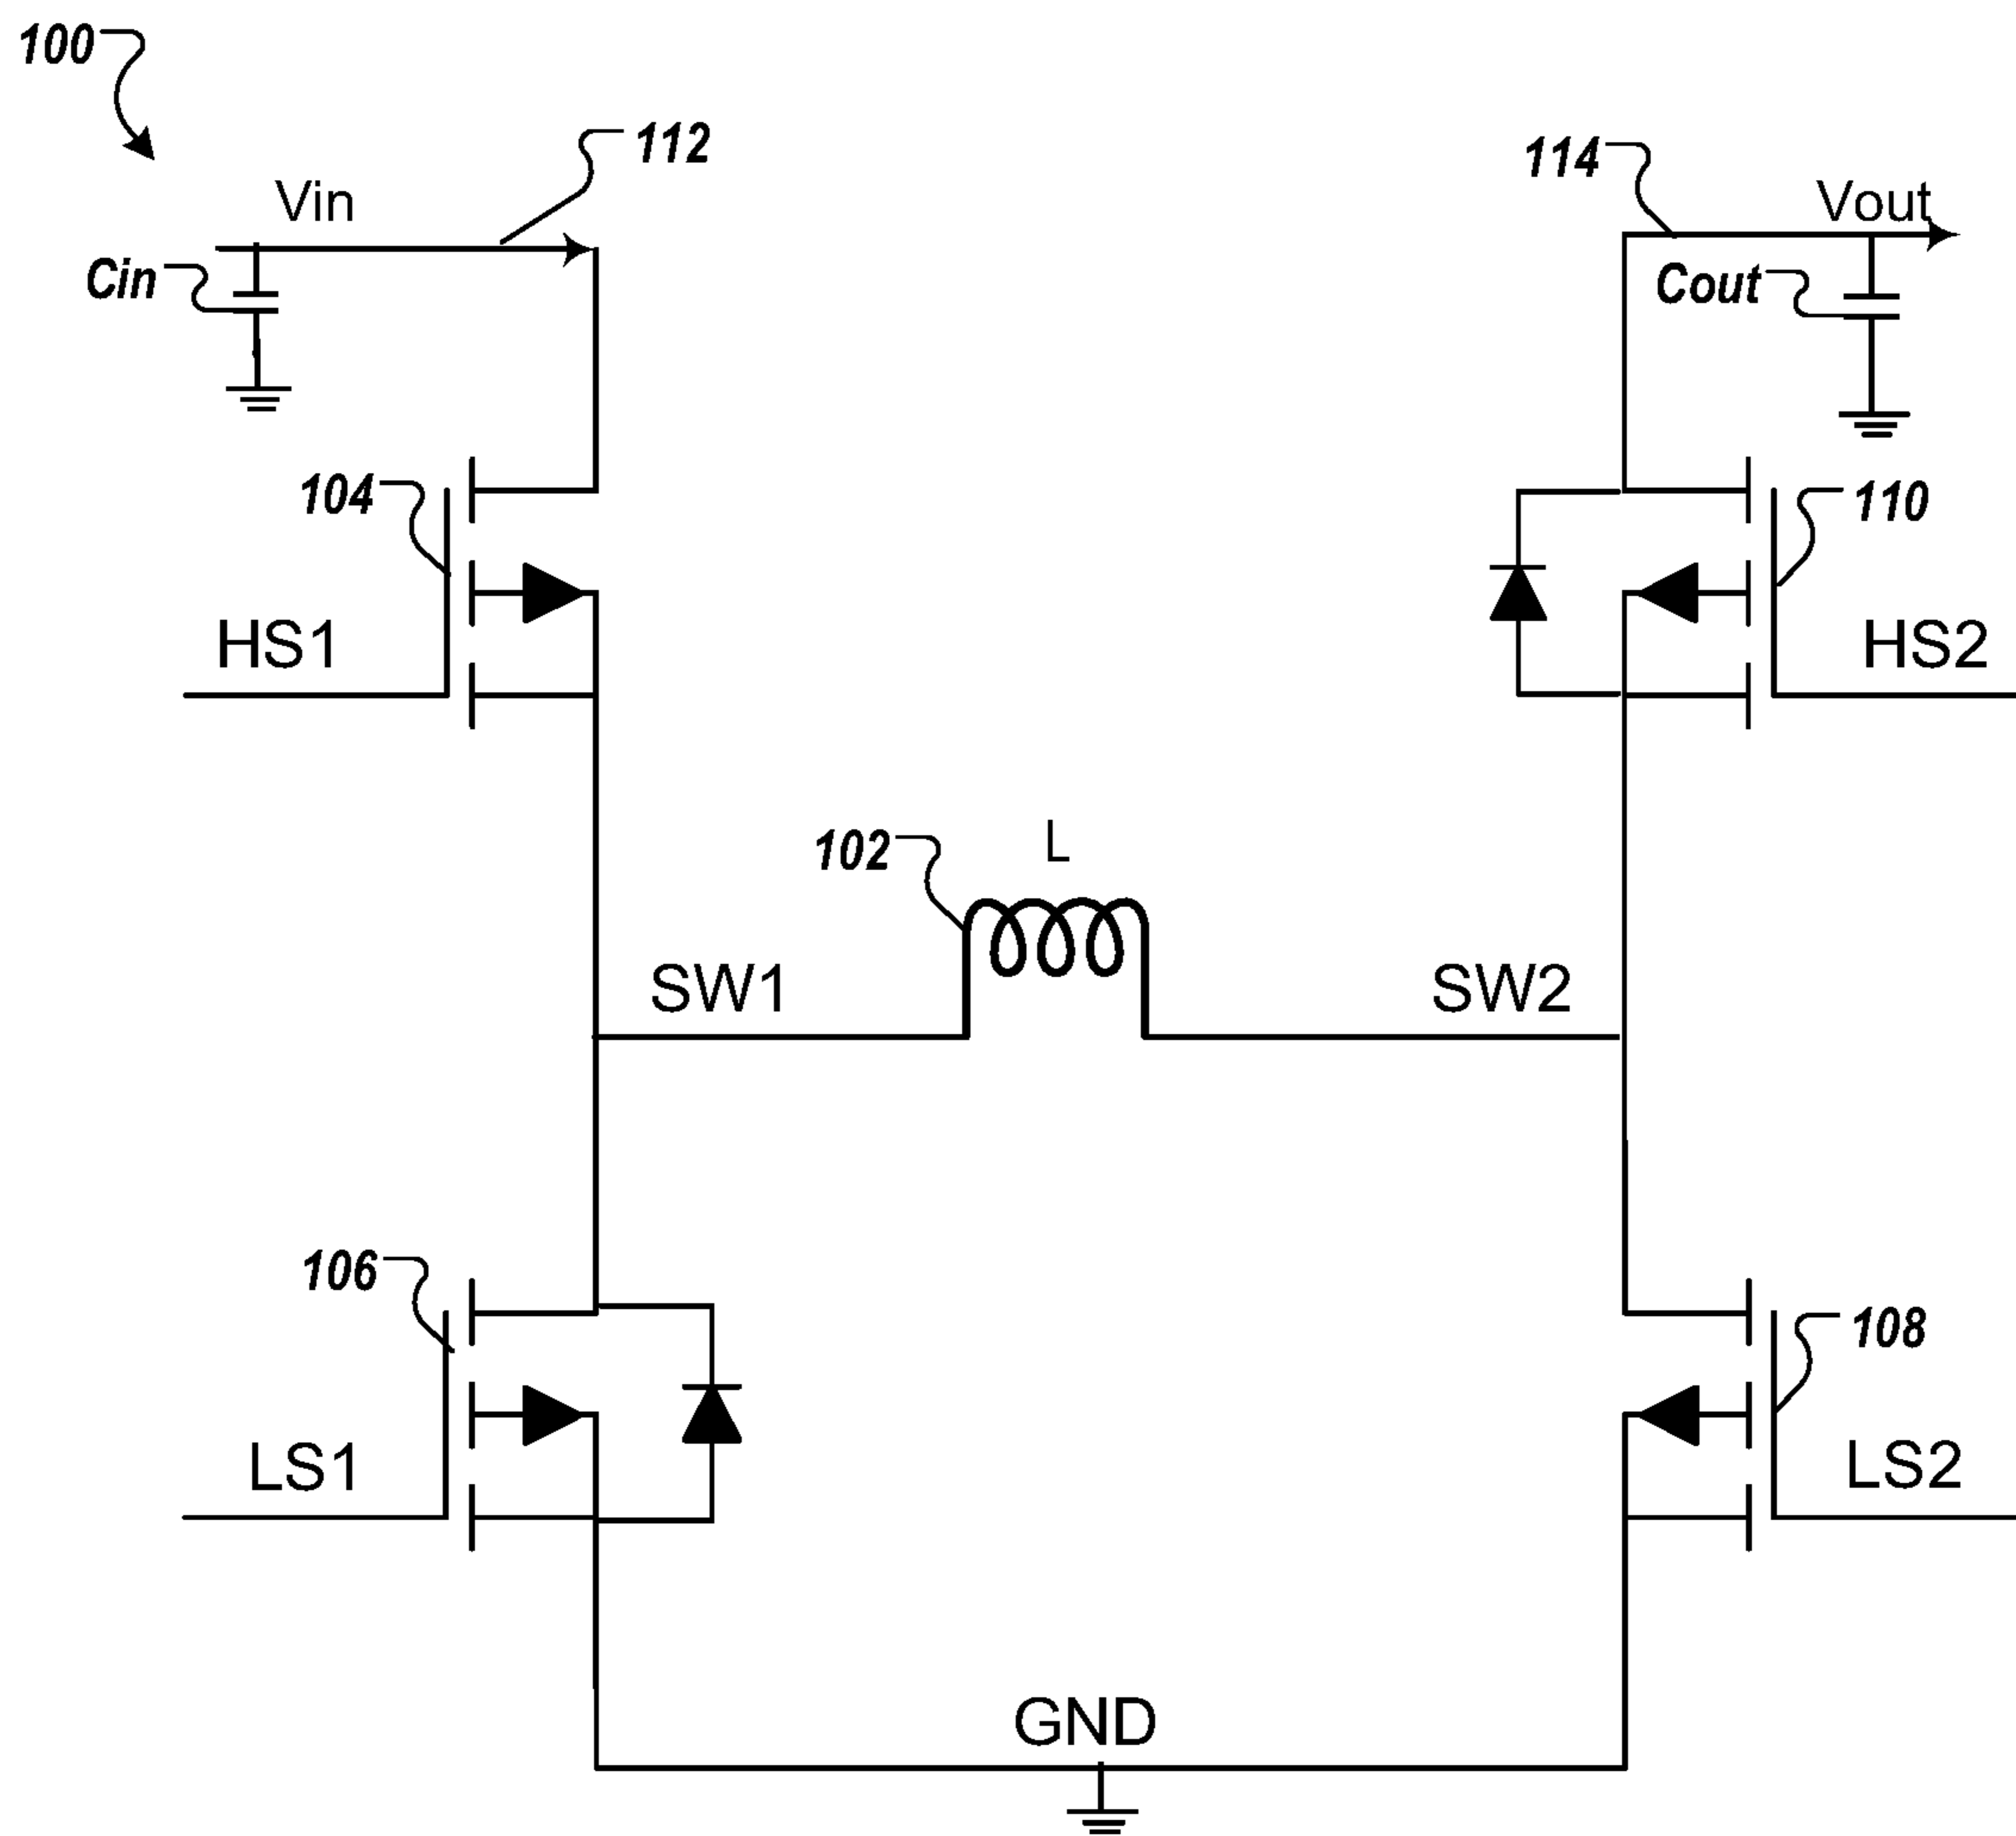 100
112
114
Vin
Vout
Cin
Cout
104
110
HS1
HS2
102
L
SW1
SW2
106
108
LS1
LS2
GND